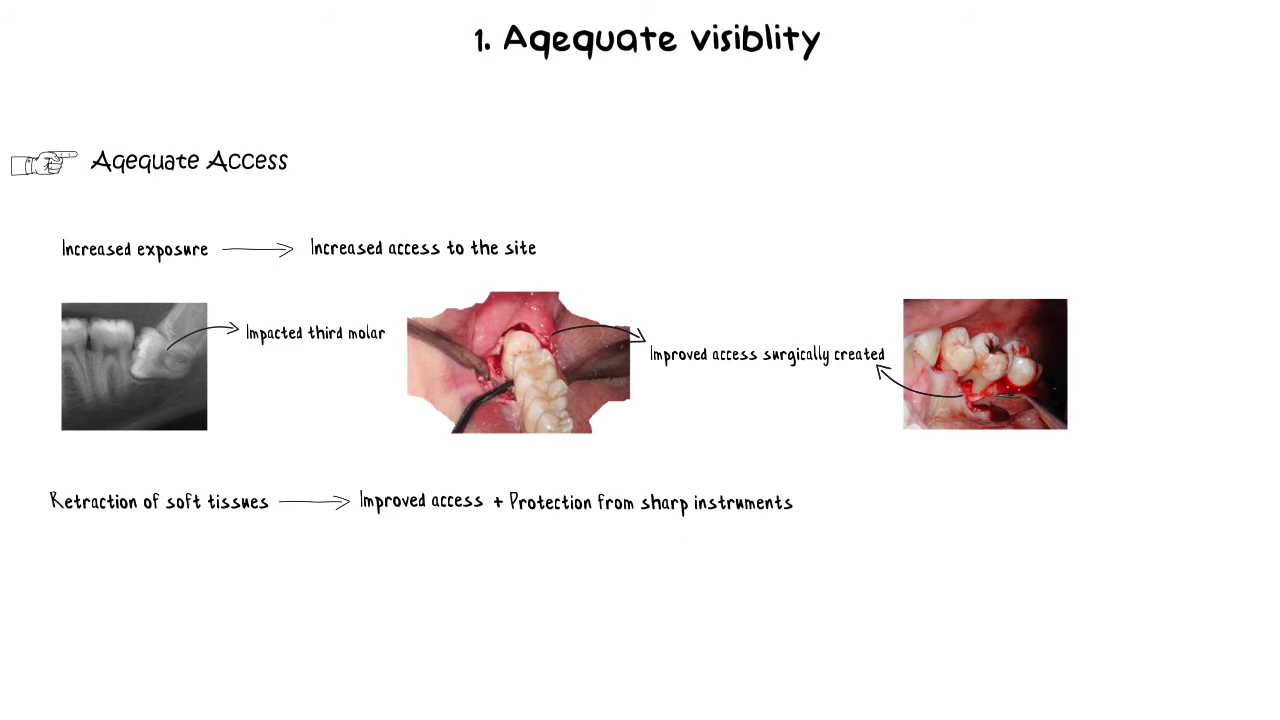 1. Aqequate visiblity
Aqequate Access
Increased exposure
Increased access to the site
Impacted third molar
Improved access surgically created
Retraction of soft tissues
Improved access + Protection from sharp instruments